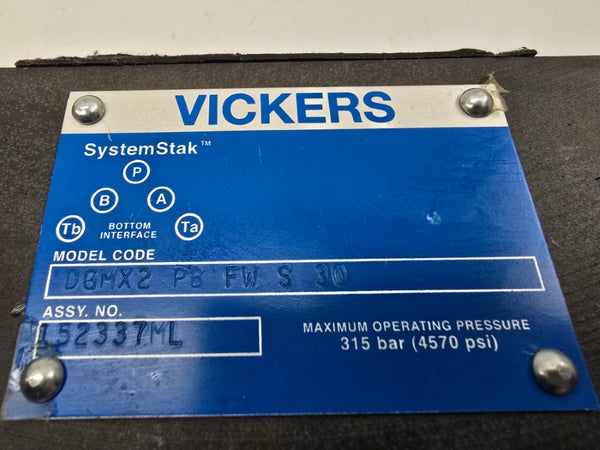 VICKERS
SystemStak™
P
B A
Tb BOTTOM INTERFACE Ta
MODEL CODE
DGMX2 PB FW S 30
ASSY. NO.
L52337ML
MAXIMUM OPERATING PRESSURE
315 bar (4570 psi)